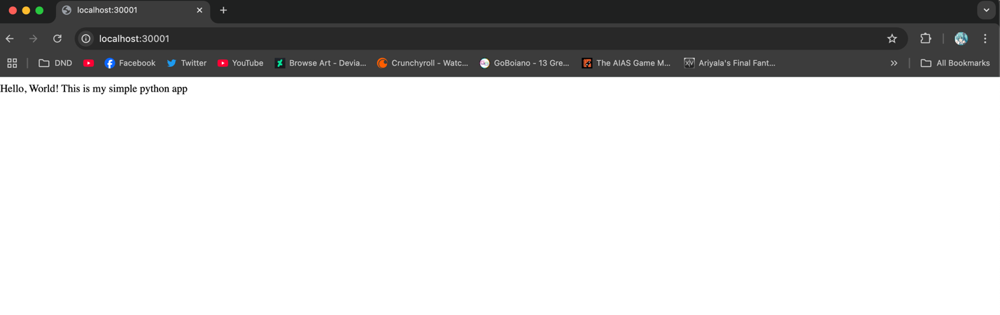 localhost:30001
localhost:30001
DND Facebook Twitter YouTube Browse Art - Devia... Crunchyroll - Watc... GoBoiano - 13 Gre... The AIAS Game M... Ariyala's Final Fant... All Bookmarks
Hello, World! This is my simple python app